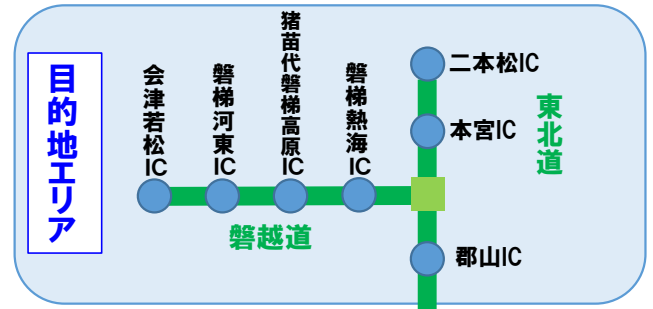 目的地エリア
会津若松IC
磐梯河東IC
猪苗代磐梯高原IC
磐梯熱海IC
二本松IC
本宮IC
東北道
磐越道
郡山IC